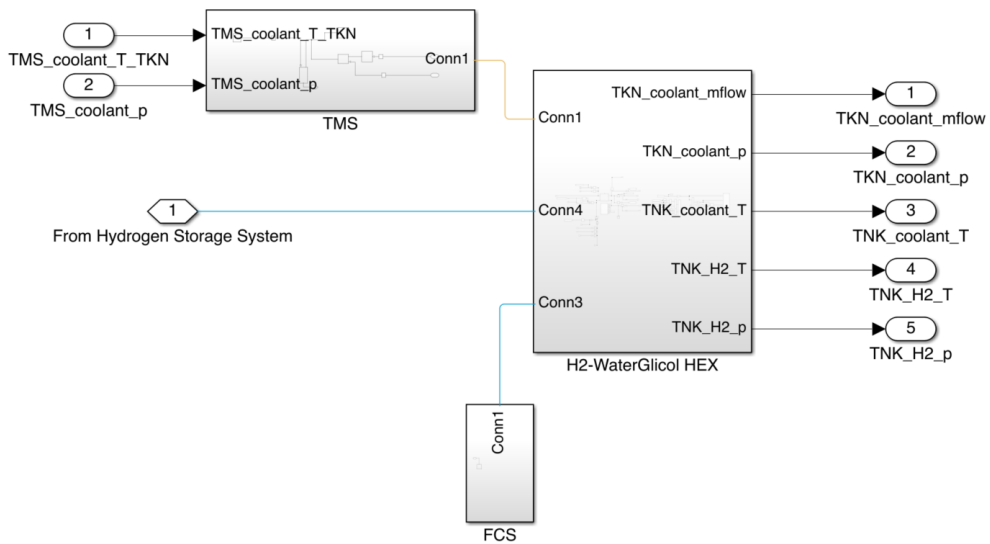 1
TMS_coolant_T_TKN
2
TMS_coolant_p
TMS_coolant_T_TKN
TMS_coolant_p
Conn1
TMS
1
From Hydrogen Storage System
Conn1
Conn4
Conn3
TKN_coolant_mflow
TKN_coolant_p
TNK_coolant_T
TNK_H2_T
TNK_H2_p
H2-WaterGlicol HEX
1
TKN_coolant_mflow
2
TKN_coolant_p
3
TNK_coolant_T
4
TNK_H2_T
5
TNK_H2_p
Conn1
FCS